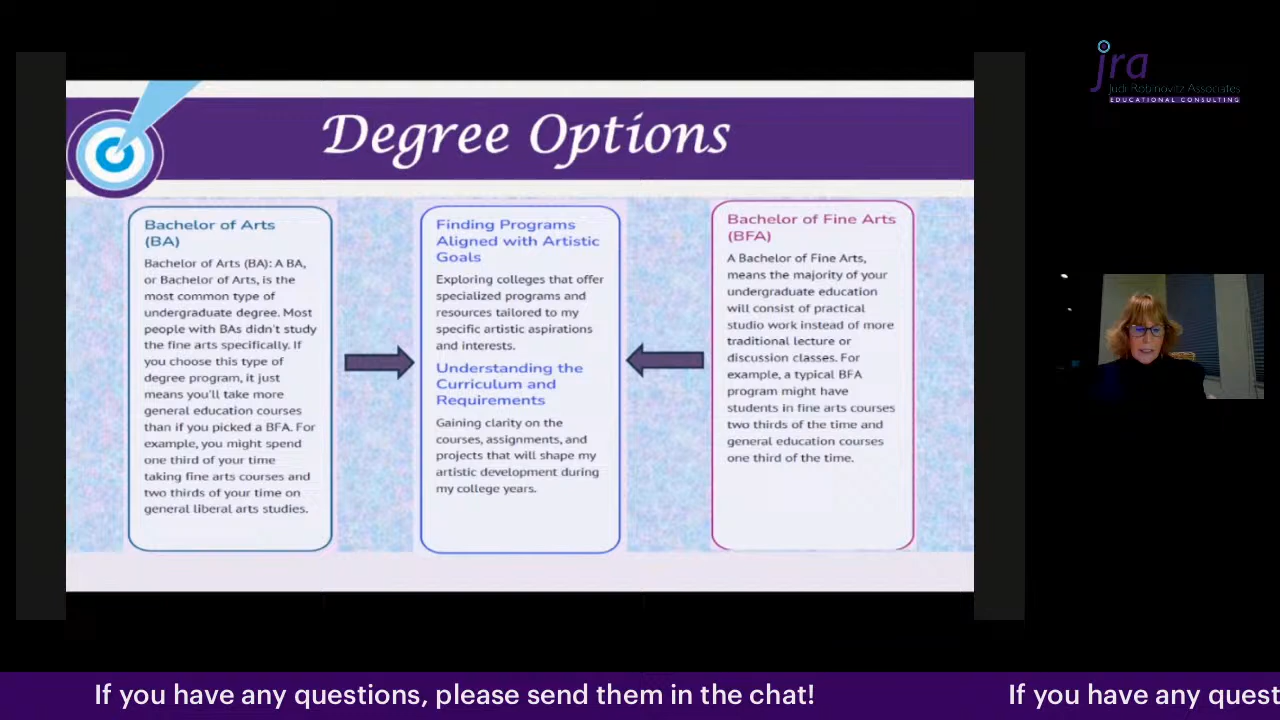 jra
Judi Robinovitz Associates
EDUCATIONAL CONSULTING
Degree Options
Bachelor of Arts
(BA)
Bachelor of Arts (BA): A BA,
or Bachelor of Arts, is the
most common type of
undergraduate degree. Most
people with BAs didn't study
the fine arts specifically. If
you choose this type of
degree program, it just
means you'll take more
general education courses
than if you picked a BFA. For
example, you might spend
one third of your time
taking fine arts courses and
two thirds of your time on
general liberal arts studies.
Finding Programs
Aligned with Artistic
Goals
Exploring colleges that offer
specialized programs and
resources tailored to my
specific artistic aspirations
and interests.
Understanding the
Curriculum and
Requirements
Gaining clarity on the
courses, assignments, and
projects that will shape my
artistic development during
my college years.
Bachelor of Fine Arts
(BFA)
A Bachelor of Fine Arts,
means the majority of your
undergraduate education
will consist of practical
studio work instead of more
traditional lecture or
discussion classes. For
example, a typical BFA
program might have
students in fine arts courses
two thirds of the time and
general education courses
one third of the time.
If you have any questions, please send them in the chat!
If you have any quest